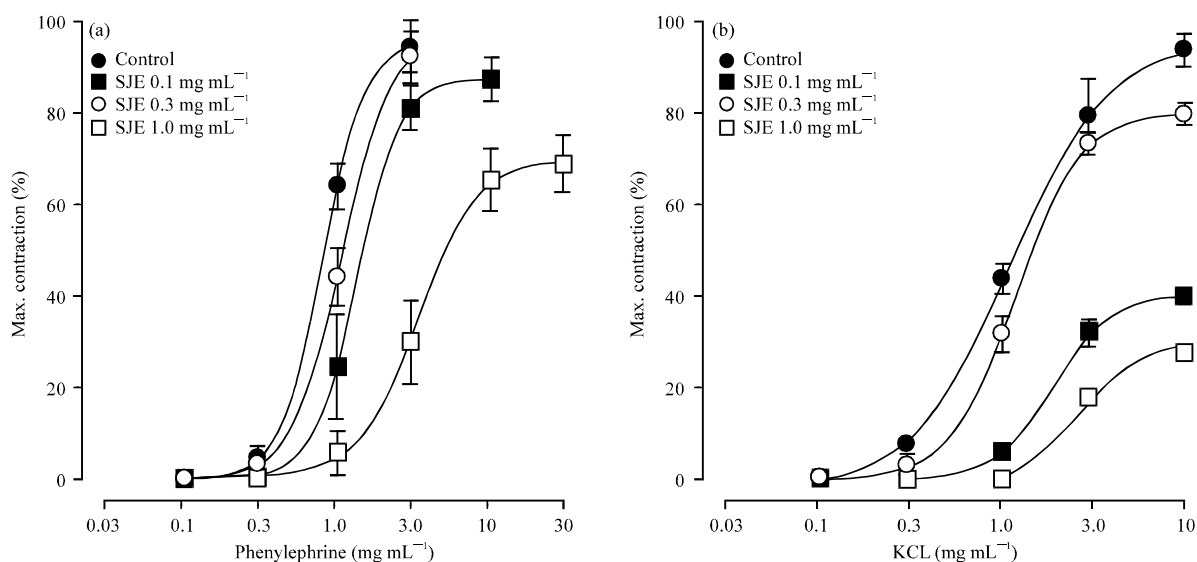 (a)
Control
SJE 0.1 mg mL⁻¹
SJE 0.3 mg mL⁻¹
SJE 1.0 mg mL⁻¹
100
80
60
40
20
0
Max. contraction (%)
0.03 0.1 0.3 1.0 3.0 10 30
Phenylephrine (mg mL⁻¹)
(b)
Control
SJE 0.1 mg mL⁻¹
SJE 0.3 mg mL⁻¹
SJE 1.0 mg mL⁻¹
100
80
60
40
20
0
Max. contraction (%)
0.03 0.1 0.3 1.0 3.0 10
KCL (mg mL⁻¹)